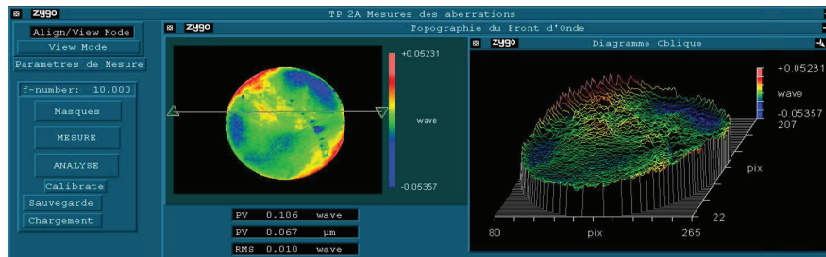 zygo TP 2A Mesures des aberrations
Align/View Mode
View Mode
Parametres de Mesure
f-number: 10.000
Masques
MESURE
ANALYSE
Calibrate
Sauvegarde
Chargement
zygo Topographie du Front d'Onde
+0.05231
wave
-0.05357
PV 0.106 wave
PV 0.067 µm
RMS 0.010 wave
zygo Diagramme Oblique
+0.05231
wave
-0.05357
207
pix
22
80 pix 265